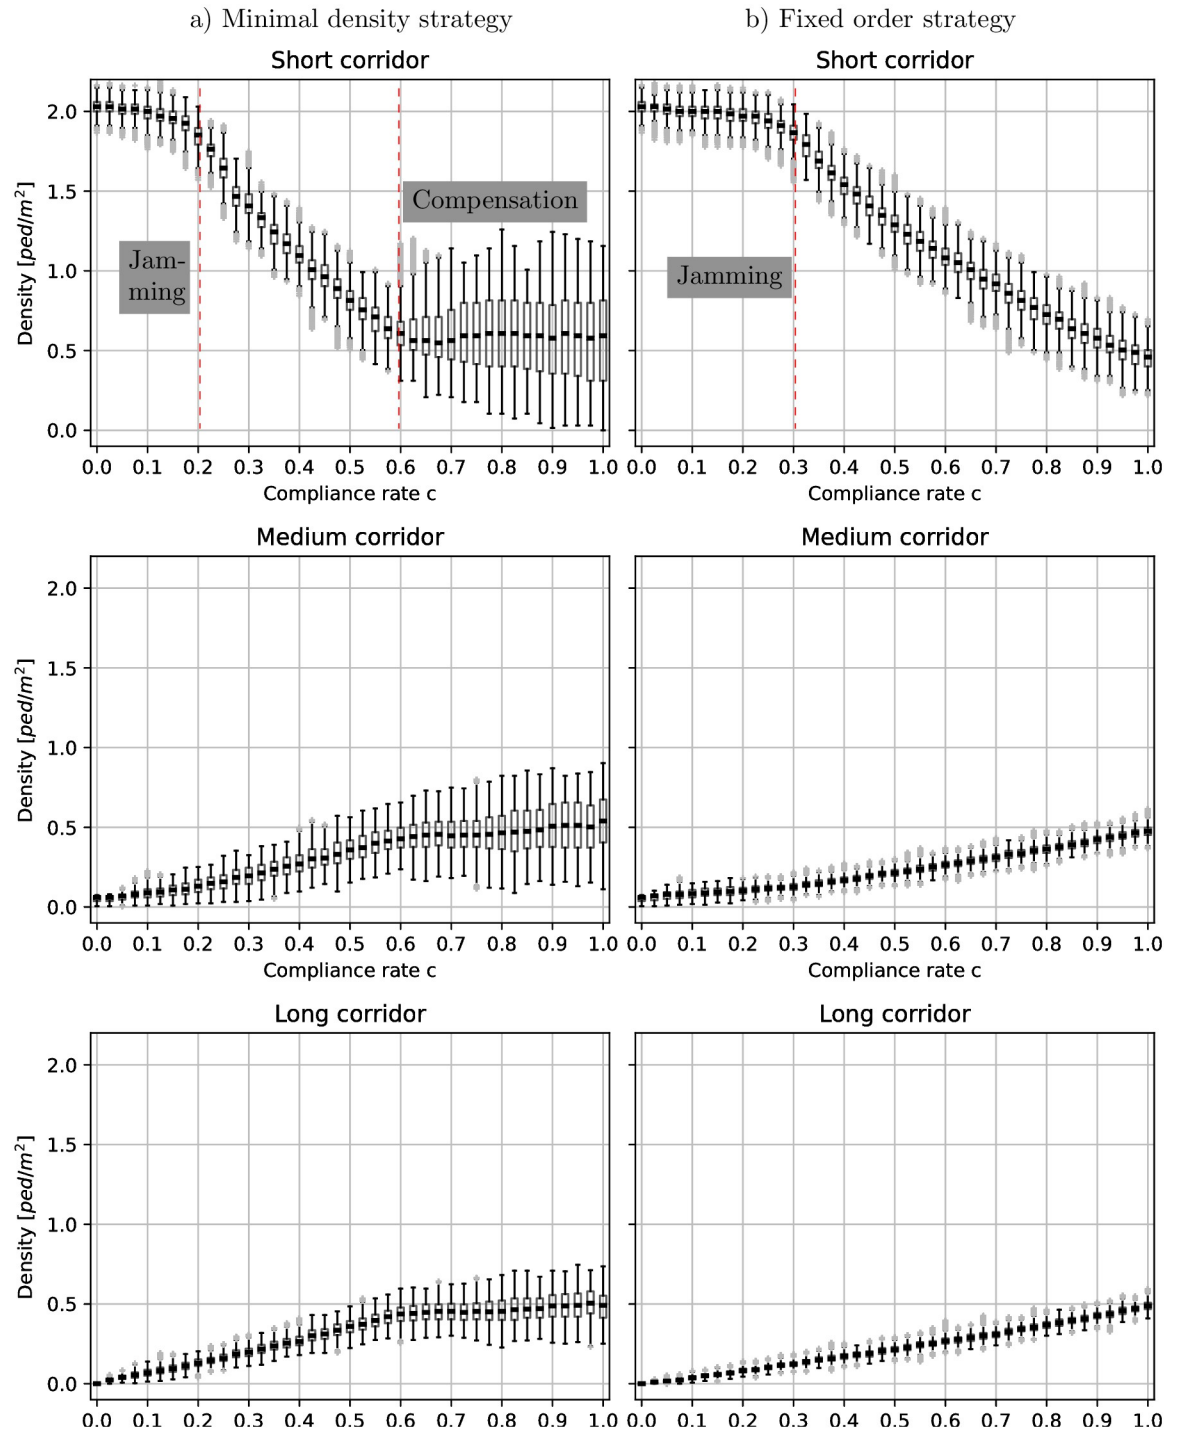 a) Minimal density strategy
b) Fixed order strategy
Short corridor
Short corridor
2.0
1.5
1.0
0.5
0.0
Density [ped/m²]
Jam-
ming
Compensation
Jamming
0.0 0.1 0.2 0.3 0.4 0.5 0.6 0.7 0.8 0.9 1.0
0.0 0.1 0.2 0.3 0.4 0.5 0.6 0.7 0.8 0.9 1.0
Compliance rate c
Compliance rate c
Medium corridor
Medium corridor
2.0
1.5
1.0
0.5
0.0
Density [ped/m²]
0.0 0.1 0.2 0.3 0.4 0.5 0.6 0.7 0.8 0.9 1.0
0.0 0.1 0.2 0.3 0.4 0.5 0.6 0.7 0.8 0.9 1.0
Compliance rate c
Compliance rate c
Long corridor
Long corridor
2.0
1.5
1.0
0.5
0.0
Density [ped/m²]
0.0 0.1 0.2 0.3 0.4 0.5 0.6 0.7 0.8 0.9 1.0
0.0 0.1 0.2 0.3 0.4 0.5 0.6 0.7 0.8 0.9 1.0